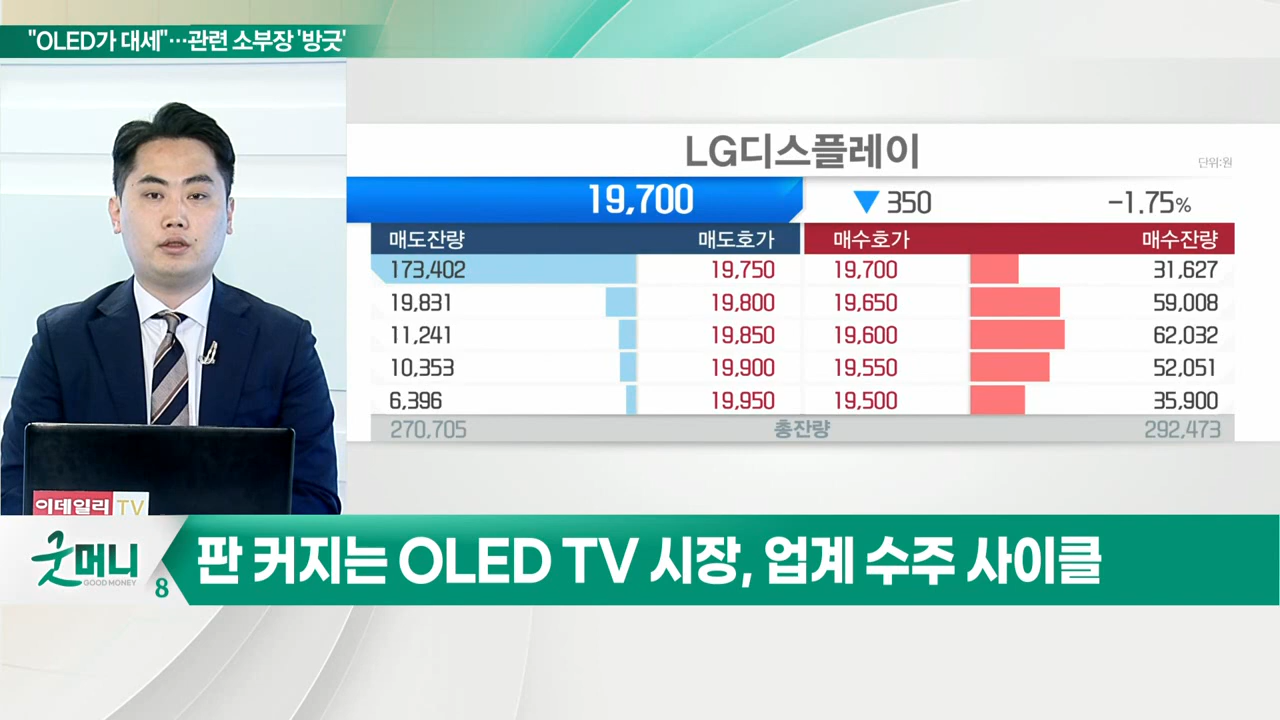 "OLED가 대세"…관련 소부장 '방긋'
LG디스플레이
단위:원
19,700 ▼ 350 -1.75%
매도잔량 매도호가 매수호가 매수잔량
173,402 19,750 19,700 31,627
19,831 19,800 19,650 59,008
11,241 19,850 19,600 62,032
10,353 19,900 19,550 52,051
6,396 19,950 19,500 35,900
270,705 총잔량 292,473
이데일리 TV
굿머니
GOOD MONEY
8
판 커지는 OLED TV 시장, 업계 수주 사이클